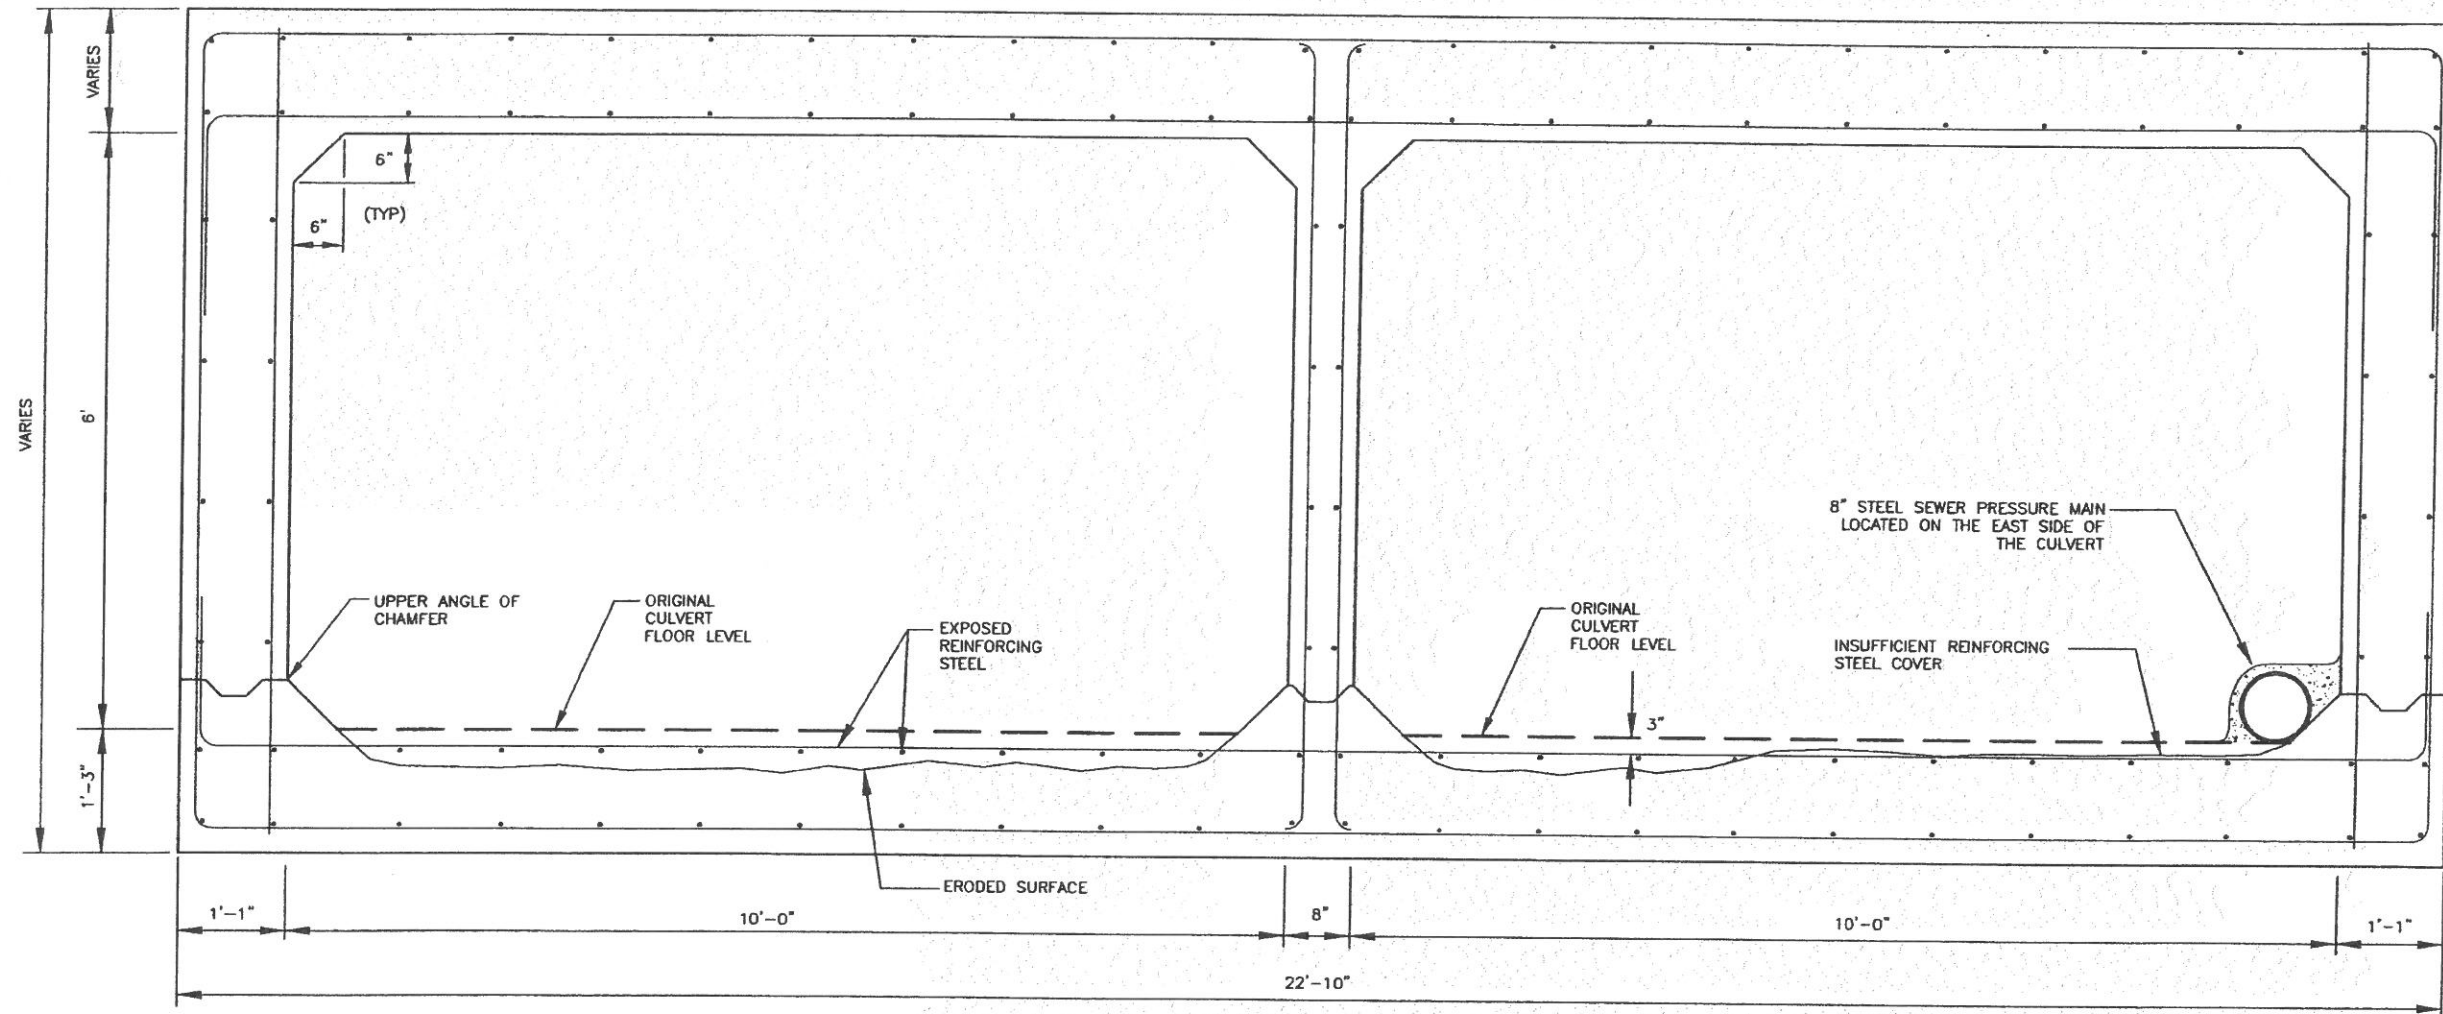 VARIES
VARIES
6'
1'-3"
6"
6"
(TYP)
UPPER ANGLE OF
CHAMFER
ORIGINAL
CULVERT
FLOOR LEVEL
EXPOSED
REINFORCING
STEEL
ERODED SURFACE
ORIGINAL
CULVERT
FLOOR LEVEL
3"
8" STEEL SEWER PRESSURE MAIN
LOCATED ON THE EAST SIDE OF
THE CULVERT
INSUFFICIENT REINFORCING
STEEL COVER
1'-1"
10'-0"
8"
10'-0"
1'-1"
22'-10"